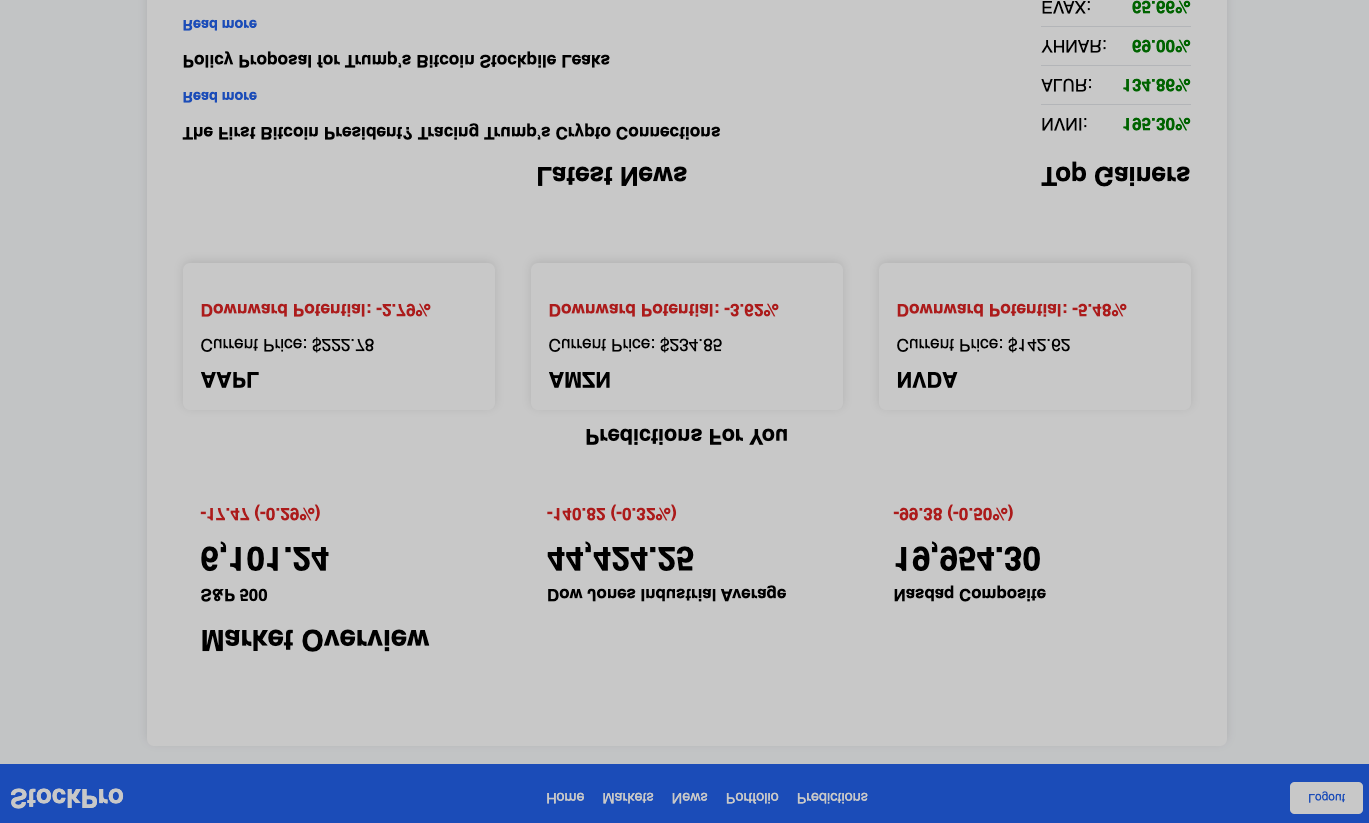 StockPro
Home Markets News Portfolio Predictions
Logout
Market Overview
S&P 500
6,101.24
-17.47 (-0.29%)
Dow Jones Industrial Average
44,424.25
-140.82 (-0.32%)
Nasdaq Composite
19,954.30
-99.38 (-0.50%)
Predictions For You
AAPL
Current Price: $222.78
Downward Potential: -2.79%
AMZN
Current Price: $234.85
Downward Potential: -3.62%
NVDA
Current Price: $142.62
Downward Potential: -5.48%
Latest News
The First Bitcoin President? Tracing Trump's Crypto Connections
Read more
Policy Proposal for Trump's Bitcoin Stockpile Leaks
Read more
Top Gainers
NVNI: 195.30%
ALUR: 134.86%
YHNAR: 69.00%
EVAX: 65.66%